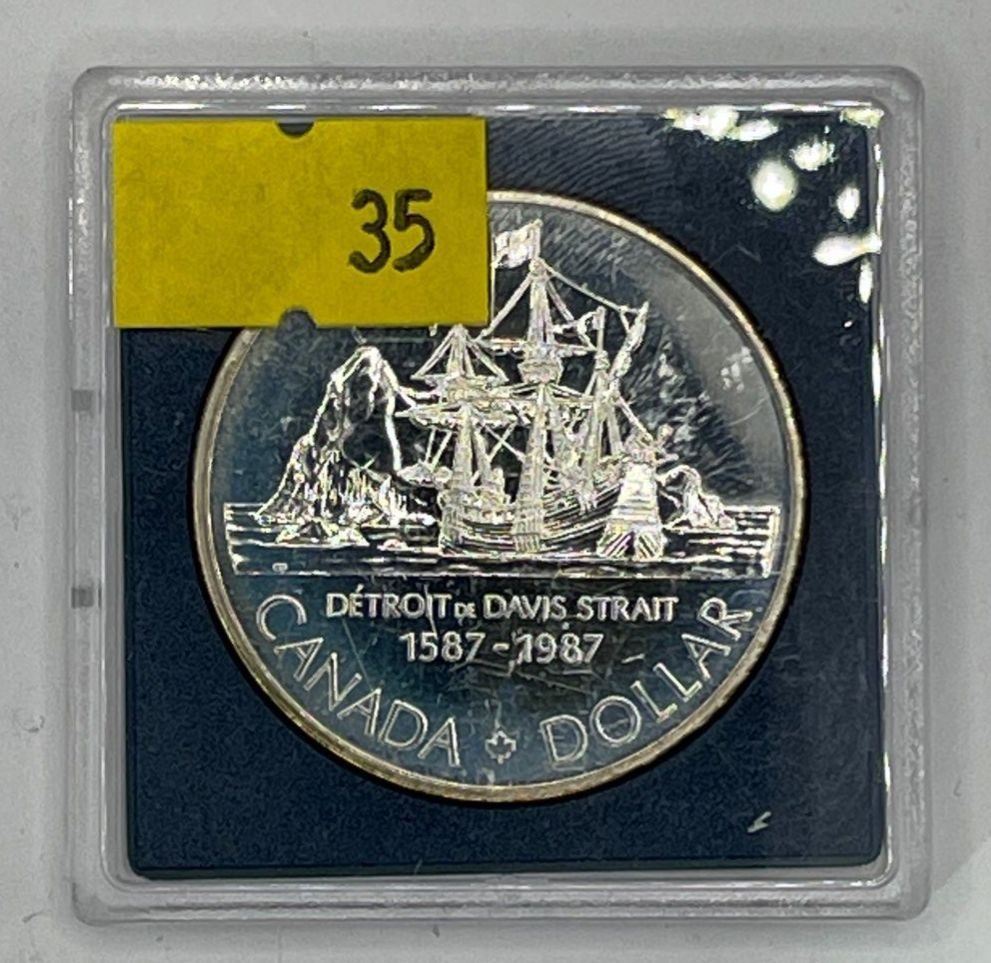 35
DÉTROIT DE DAVIS STRAIT
1587-1987
CANADA DOLLAR